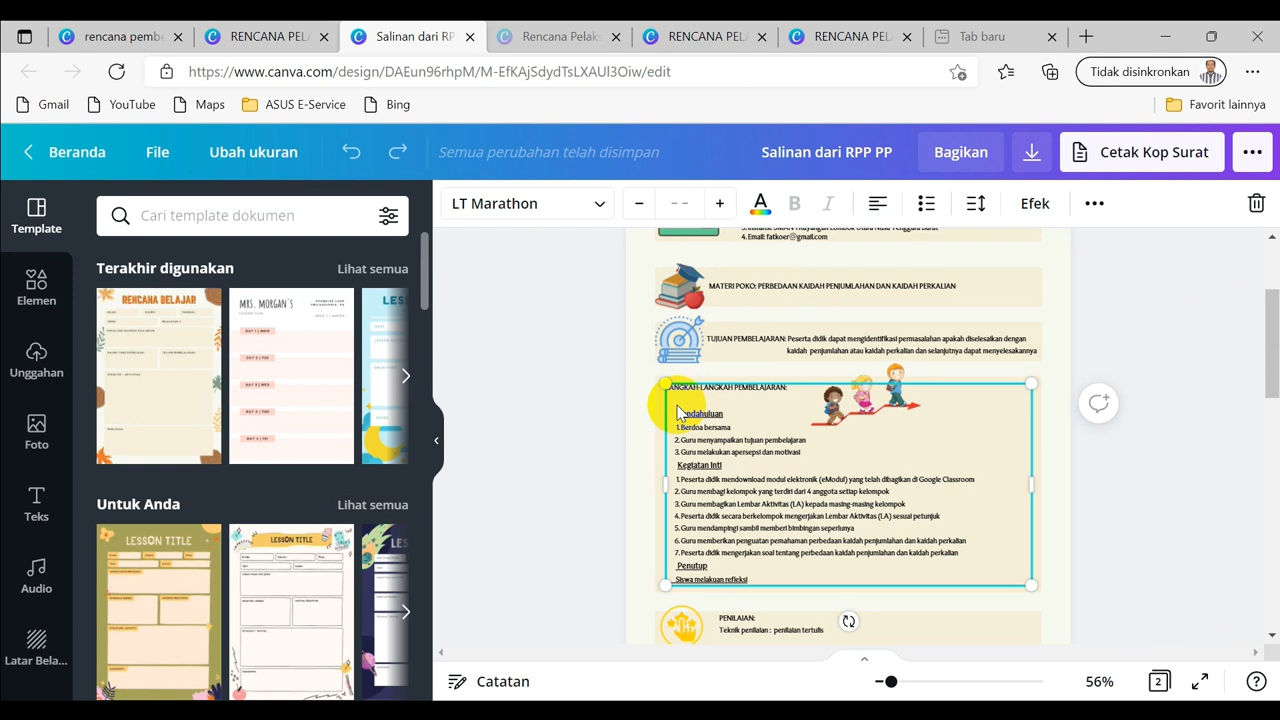 rencana pembe
RENCANA PEL
Salinan dari RP
Rencana Pelaks
RENCANA PEL
RENCANA PEL
Tab baru
https://www.canva.com/design/DAEun96rhpM/M-EfKAjSdydTsLXAUl3Oiw/edit
Tidak disinkronkan
Gmail
YouTube
Maps
ASUS E-Service
Bing
Favorit lainnya
Beranda
File
Ubah ukuran
Semua perubahan telah disimpan
Salinan dari RPP PP
Bagikan
Cetak Kop Surat
Template
Elemen
Unggahan
Foto
Teks
Audio
Latar Bela...
Cari template dokumen
Terakhir digunakan
Lihat semua
RENCANA BELAJAR
MRS. MORGAN'S
LESSON PLAN
LES
Untuk Anda
Lihat semua
LESSON TITLE
LESSON TITLE
LES
LT Marathon
– –
A
B
I
Efek
4. Email: fatkoer@gmail.com
MATERI POKO: PERBEDAAN KAIDAH PENJUMLAHAN DAN KAIDAH PERKALIAN
TUJUAN PEMBELAJARAN: Peserta didik dapat mengidentifikasi permasalahan apakah diselesaikan dengan
kaidah penjumlahan atau kaidah perkalian dan selanjutnya dapat menyelesakannya
ANGKAH-LANGKAH PEMBELAJARAN:
ndahuluan
1. Berdoa bersama
2. Guru menyampaikan tujuan pembelajaran
3. Guru melakukan apersepsi dan motivasi
Kegiatan Inti
1. Peserta didik mendownload modul elektronik (eModul) yang telah dibagikan di Google Classroom
2. Guru membagi kelompok yang terdiri dari 4 anggota setiap kelompok
3. Guru membagikan Lembar Aktivitas (LA) kepada masing-masing kelompok
4. Peserta didik secara berkelompok mengerjakan Lembar Aktivitas (LA) sesuai petunjuk
5. Guru mendampingi sambil memberi bimbingan seperlunya
6. Guru memberikan penguatan pemahaman perbedaan kaidah penjumlahan dan kaidah perkalian
7. Peserta didik mengerjakan soal tentang perbedaan kaidah penjumlahan dan kaidah perkalian
Penutup
Siswa melakuan refleksi
PENILAIAN:
Teknik penilaian : penilaian tertulis
Catatan
56%
2